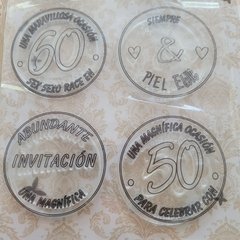 UNA MARAVILLOSA OCASIÓN
60
SIEMPRE
&
PIEL
ABUNDANTE
INVITACIÓN
UNA MAGNÍFICA
UNA MAGNÍFICA OCASIÓN
50
PARA CELEBRAR CON